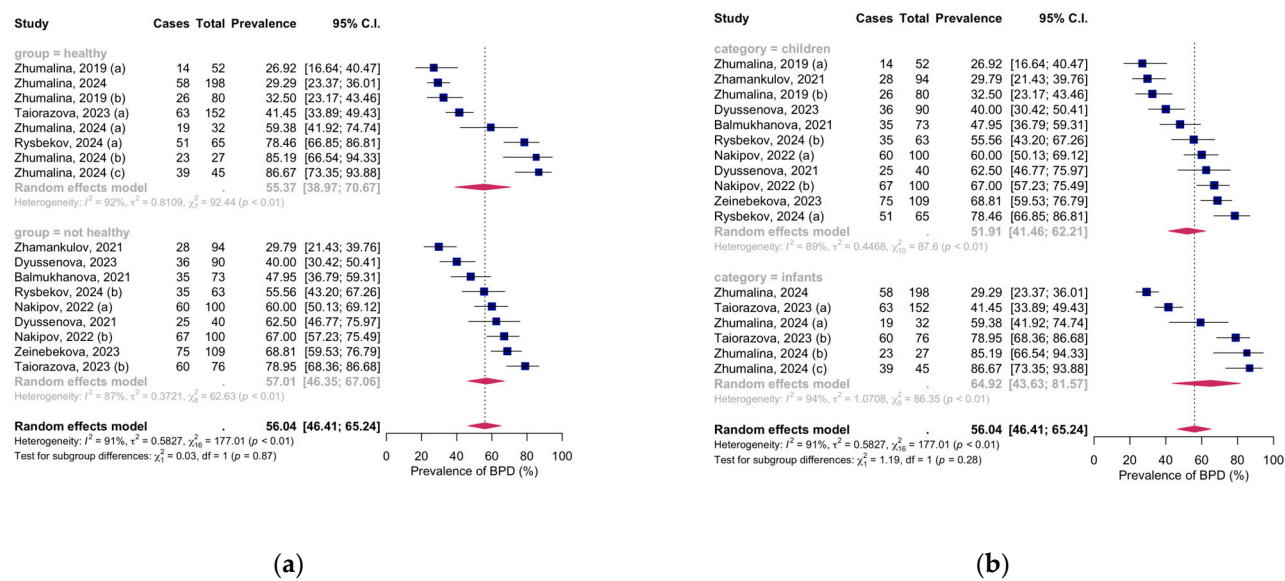 Study Cases Total Prevalence 95% C.I.
group = healthy
Zhumalina, 2019 (a) 14 52 26.92 [16.64; 40.47]
Zhumalina, 2024 58 198 29.29 [23.37; 36.01]
Zhumalina, 2019 (b) 26 80 32.50 [23.17; 43.46]
Taiorazova, 2023 (a) 63 152 41.45 [33.89; 49.43]
Zhumalina, 2024 (a) 19 32 59.38 [41.92; 74.74]
Rysbekov, 2024 (a) 51 65 78.46 [66.85; 86.81]
Zhumalina, 2024 (b) 23 27 85.19 [66.54; 94.33]
Zhumalina, 2024 (c) 39 45 86.67 [73.35; 93.88]
Random effects model . 55.37 [38.97; 70.67]
Heterogeneity: I² = 92%, τ² = 0.8109, χ²₇ = 92.44 (p < 0.01)
group = not healthy
Zhamankulov, 2021 28 94 29.79 [21.43; 39.76]
Dyussenova, 2023 36 90 40.00 [30.42; 50.41]
Balmukhanova, 2021 35 73 47.95 [36.79; 59.31]
Rysbekov, 2024 (b) 35 63 55.56 [43.20; 67.26]
Nakipov, 2022 (a) 60 100 60.00 [50.13; 69.12]
Dyussenova, 2021 25 40 62.50 [46.77; 75.97]
Nakipov, 2022 (b) 67 100 67.00 [57.23; 75.49]
Zeinebekova, 2023 75 109 68.81 [59.53; 76.79]
Taiorazova, 2023 (b) 60 76 78.95 [68.36; 86.68]
Random effects model . 57.01 [46.35; 67.06]
Heterogeneity: I² = 87%, τ² = 0.3721, χ²₈ = 62.63 (p < 0.01)
Random effects model . 56.04 [46.41; 65.24]
Heterogeneity: I² = 91%, τ² = 0.5827, χ²₁₆ = 177.01 (p < 0.01)
Test for subgroup differences: χ²₁ = 0.03, df = 1 (p = 0.87)
0 20 40 60 80 100
Prevalence of BPD (%)
(a)
Study Cases Total Prevalence 95% C.I.
category = children
Zhumalina, 2019 (a) 14 52 26.92 [16.64; 40.47]
Zhamankulov, 2021 28 94 29.79 [21.43; 39.76]
Zhumalina, 2019 (b) 26 80 32.50 [23.17; 43.46]
Dyussenova, 2023 36 90 40.00 [30.42; 50.41]
Balmukhanova, 2021 35 73 47.95 [36.79; 59.31]
Rysbekov, 2024 (b) 35 63 55.56 [43.20; 67.26]
Nakipov, 2022 (a) 60 100 60.00 [50.13; 69.12]
Dyussenova, 2021 25 40 62.50 [46.77; 75.97]
Nakipov, 2022 (b) 67 100 67.00 [57.23; 75.49]
Zeinebekova, 2023 75 109 68.81 [59.53; 76.79]
Rysbekov, 2024 (a) 51 65 78.46 [66.85; 86.81]
Random effects model . 51.91 [41.46; 62.21]
Heterogeneity: I² = 89%, τ² = 0.4468, χ²₁₀ = 87.6 (p < 0.01)
category = infants
Zhumalina, 2024 58 198 29.29 [23.37; 36.01]
Taiorazova, 2023 (a) 63 152 41.45 [33.89; 49.43]
Zhumalina, 2024 (a) 19 32 59.38 [41.92; 74.74]
Taiorazova, 2023 (b) 60 76 78.95 [68.36; 86.68]
Zhumalina, 2024 (b) 23 27 85.19 [66.54; 94.33]
Zhumalina, 2024 (c) 39 45 86.67 [73.35; 93.88]
Random effects model . 64.92 [43.63; 81.57]
Heterogeneity: I² = 94%, τ² = 1.0708, χ²₅ = 86.35 (p < 0.01)
Random effects model . 56.04 [46.41; 65.24]
Heterogeneity: I² = 91%, τ² = 0.5827, χ²₁₆ = 177.01 (p < 0.01)
Test for subgroup differences: χ²₁ = 1.19, df = 1 (p = 0.28)
0 20 40 60 80 100
Prevalence of BPD (%)
(b)